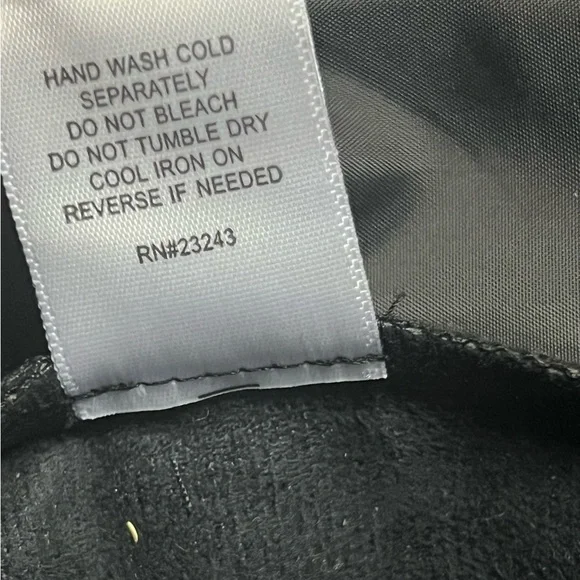 HAND WASH COLD
SEPARATELY
DO NOT BLEACH
DO NOT TUMBLE DRY
COOL IRON ON
REVERSE IF NEEDED
RN#23243